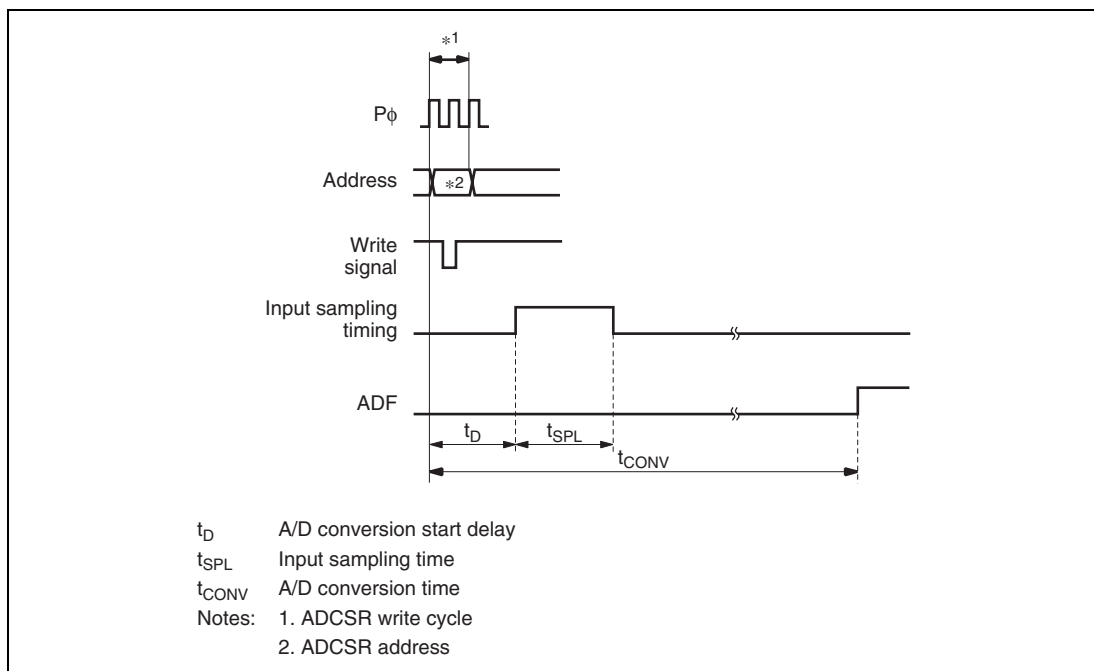 *1
Pϕ
Address
*2
Write
signal
Input sampling
timing
ADF
tD
tSPL
tCONV
tD A/D conversion start delay
tSPL Input sampling time
tCONV A/D conversion time
Notes: 1. ADCSR write cycle
2. ADCSR address